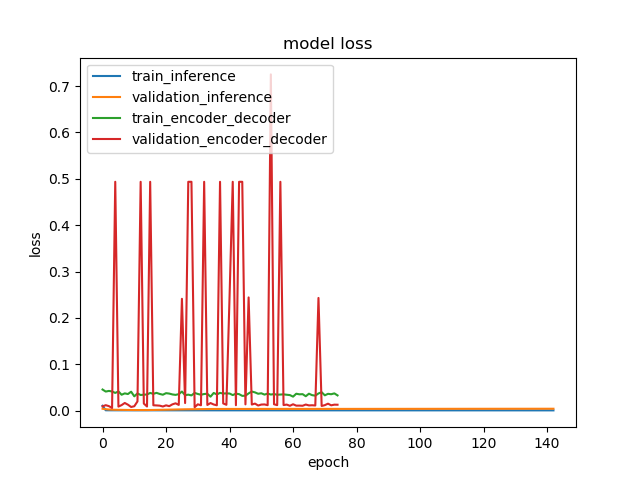 model loss
train_inference
validation_inference
train_encoder_decoder
validation_encoder_decoder
0.7
0.6
0.5
0.4
0.3
0.2
0.1
0.0
loss
0 20 40 60 80 100 120 140
epoch